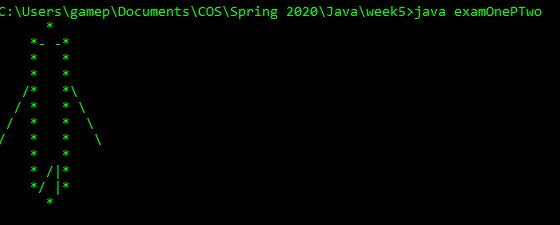 C:\Users\gamep\Documents\COS\Spring 2020\Java\week5>java examOnePTwo
      *
    *- -*
    *   *
    *   *
   /*   *\
  / *   * \
 /  *   *  \
/   *   *   \
    *   *
    * /|*
    */ |*
      *